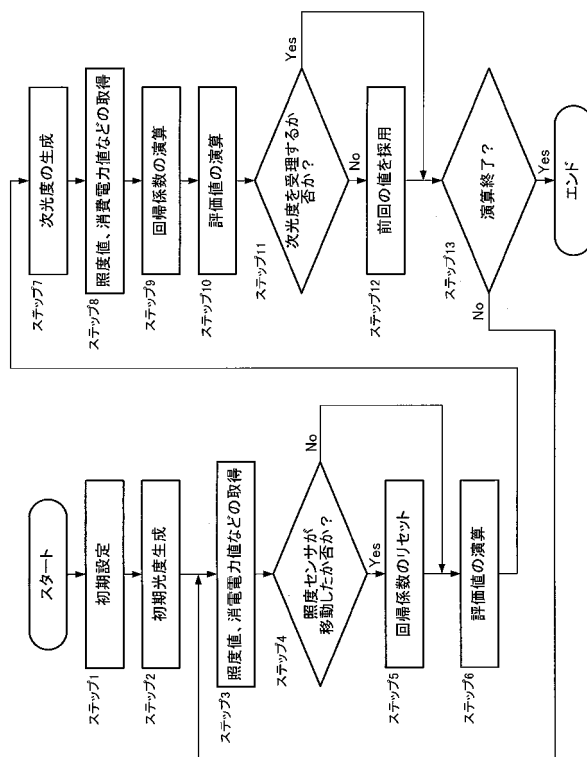 スタート
ステップ1
初期設定
ステップ2
初期光度生成
ステップ3
照度値、消電電力値などの取得
ステップ4
照度センサが
移動したか否か？
No
Yes
ステップ5
回帰係数のリセット
ステップ6
評価値の演算
ステップ7
次光度の生成
ステップ8
照度値、消費電力値などの取得
ステップ9
回帰係数の演算
ステップ10
評価値の演算
ステップ11
次光度を受理するか
否か？
Yes
No
ステップ12
前回の値を採用
ステップ13
演算終了？
No
Yes
エンド